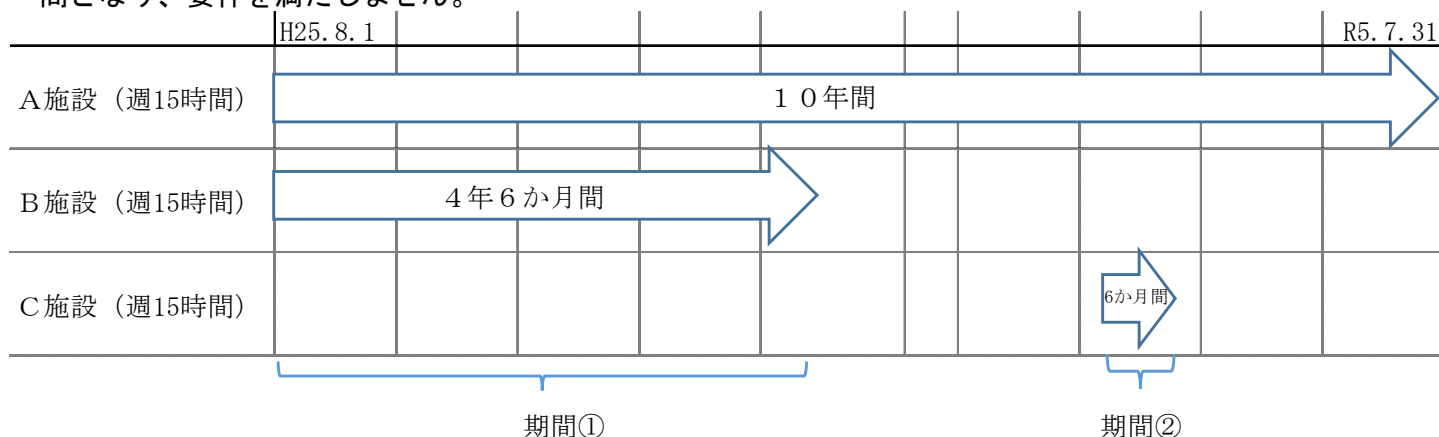 間となり、要件を満たしません。
H25.8.1 R5.7.31
A施設（週15時間） １０年間
B施設（週15時間） ４年６か月間
C施設（週15時間） 6か月間
期間① 期間②